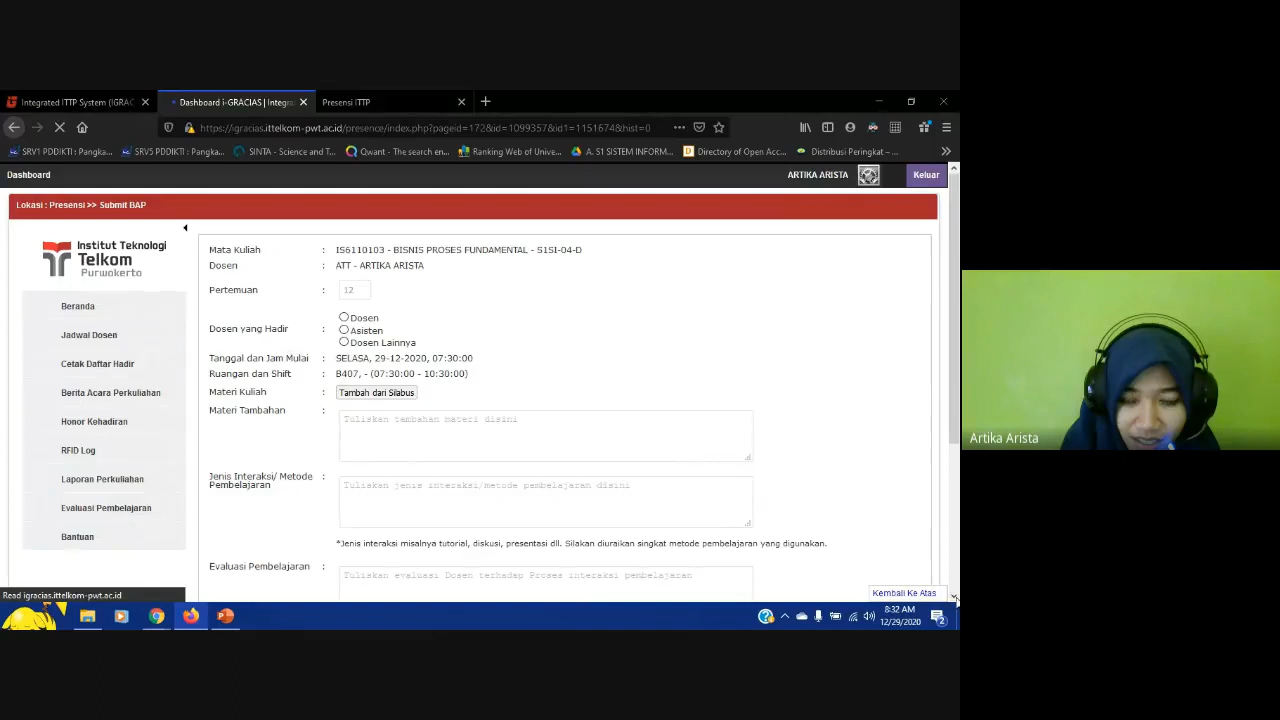 Integrated ITTP System (IGRAC
Dashboard i-GRACIAS | Integra
Presensi ITTP
https://igracias.ittelkom-pwt.ac.id/presence/index.php?pageid=172&id=1099357&id1=1151674&hist=0
SRV1 PDDIKTI : Pangka...
SRV5 PDDIKTI : Pangka...
SINTA - Science and T...
Qwant - The search en...
Ranking Web of Unive...
A. S1 SISTEM INFORM...
Directory of Open Acc...
Distribusi Peringkat – ...
Dashboard
ARTIKA ARISTA
Keluar
Lokasi : Presensi >> Submit BAP
Institut Teknologi
Telkom
Purwokerto
Beranda
Jadwal Dosen
Cetak Daftar Hadir
Berita Acara Perkuliahan
Honor Kehadiran
RFID Log
Laporan Perkuliahan
Evaluasi Pembelajaran
Bantuan
Mata Kuliah : IS6110103 - BISNIS PROSES FUNDAMENTAL - S1SI-04-D
Dosen : ATT - ARTIKA ARISTA
Pertemuan : 12
Dosen yang Hadir :
Dosen
Asisten
Dosen Lainnya
Tanggal dan Jam Mulai : SELASA, 29-12-2020, 07:30:00
Ruangan dan Shift : B407, - (07:30:00 - 10:30:00)
Materi Kuliah : Tambah dari Silabus
Materi Tambahan : Tuliskan tambahan materi disini
Jenis Interaksi/ Metode
Pembelajaran : Tuliskan jenis interaksi/metode pembelajaran disini
*Jenis interaksi misalnya tutorial, diskusi, presentasi dll. Silakan diuraikan singkat metode pembelajaran yang digunakan.
Evaluasi Pembelajaran : Tuliskan evaluasi Dosen terhadap Proses interaksi pembelajaran
Kembali Ke Atas
Read igracias.ittelkom-pwt.ac.id
8:32 AM
12/29/2020
2
Artika Arista